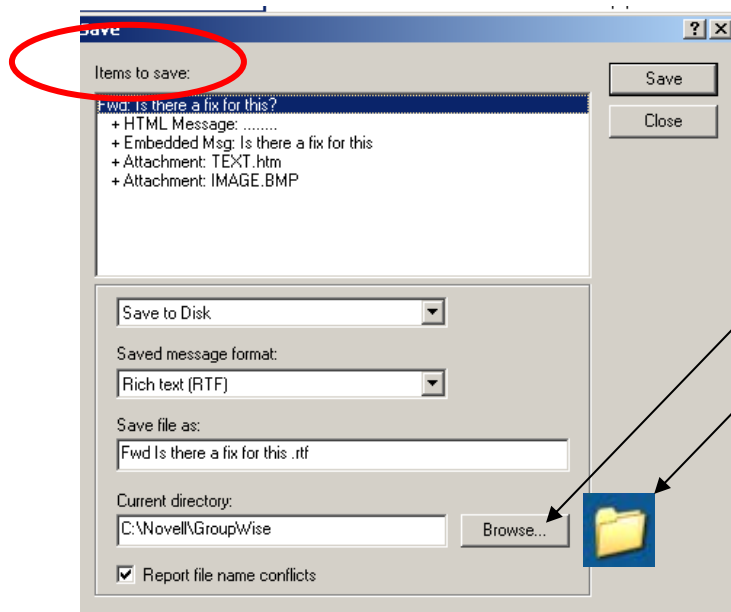 Save
Items to save:
Save
Fwd: Is there a fix for this?
+ HTML Message: ........
+ Embedded Msg: Is there a fix for this
+ Attachment: TEXT.htm
+ Attachment: IMAGE.BMP
Close
Save to Disk
Saved message format:
Rich text (RTF)
Save file as:
Fwd Is there a fix for this .rtf
Current directory:
C:\Novell\GroupWise
Browse...
Report file name conflicts